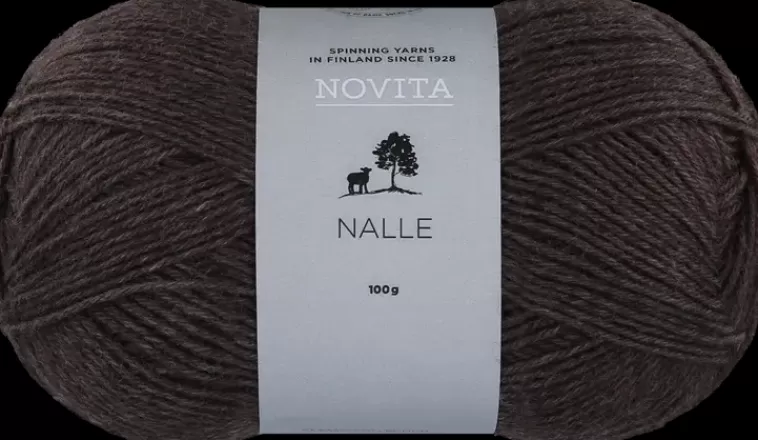 SPINNING YARNS
IN FINLAND SINCE 1928
NOVITA
NALLE
100g